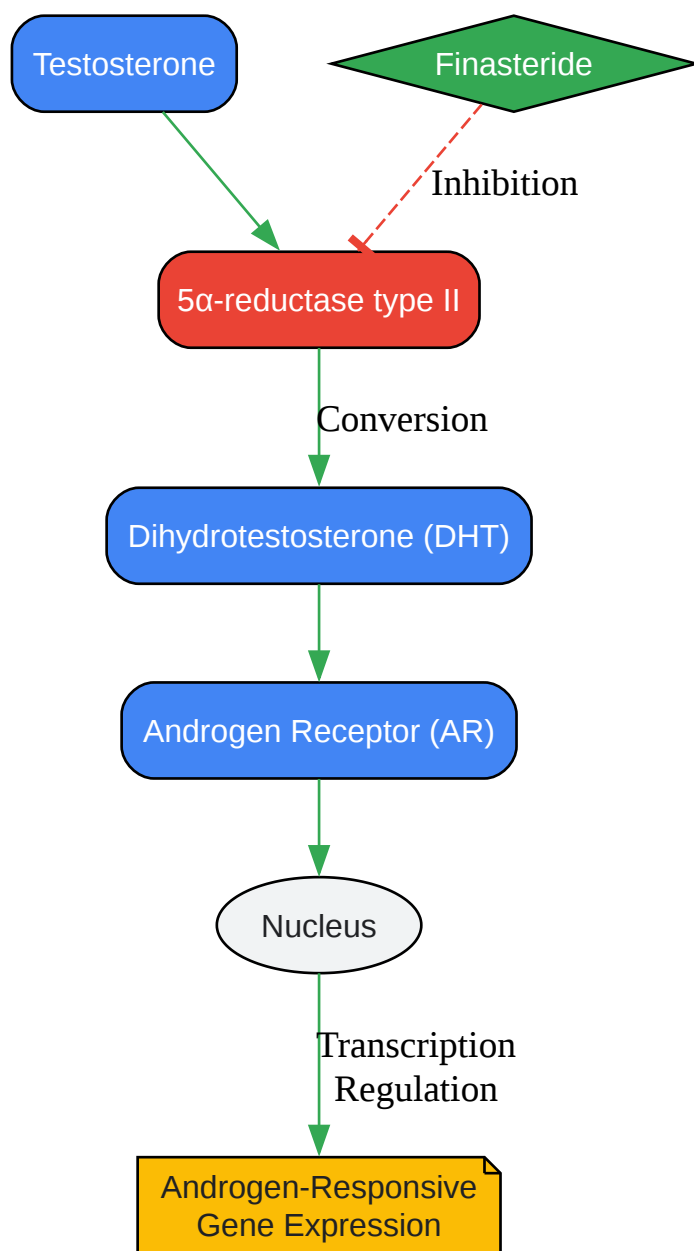 Testosterone
Finasteride
Inhibition
5α-reductase type II
Conversion
Dihydrotestosterone (DHT)
Androgen Receptor (AR)
Nucleus
Transcription
Regulation
Androgen-Responsive
Gene Expression